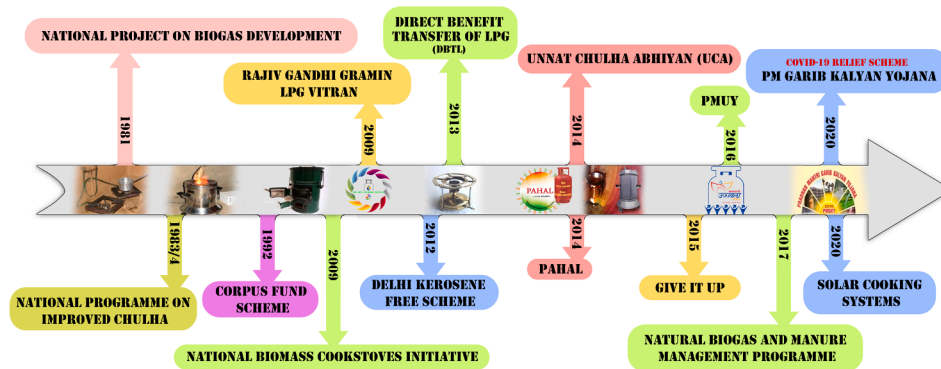 NATIONAL PROJECT ON BIOGAS DEVELOPMENT
1981
RAJIV GANDHI GRAMIN
LPG VITRAN
2009
DIRECT BENEFIT
TRANSFER OF LPG
(DBTL)
2013
UNNAT CHULHA ABHIYAN (UCA)
2014
PMUY
2016
COVID-19 RELIEF SCHEME
PM GARIB KALYAN YOJANA
2020
PAHAL
1983/4
NATIONAL PROGRAMME ON
IMPROVED CHULHA
1992
CORPUS FUND
SCHEME
2009
NATIONAL BIOMASS COOKSTOVES INITIATIVE
2012
DELHI KEROSENE
FREE SCHEME
2014
PAHAL
2015
GIVE IT UP
2017
NATURAL BIOGAS AND MANURE
MANAGEMENT PROGRAMME
2020
SOLAR COOKING
SYSTEMS